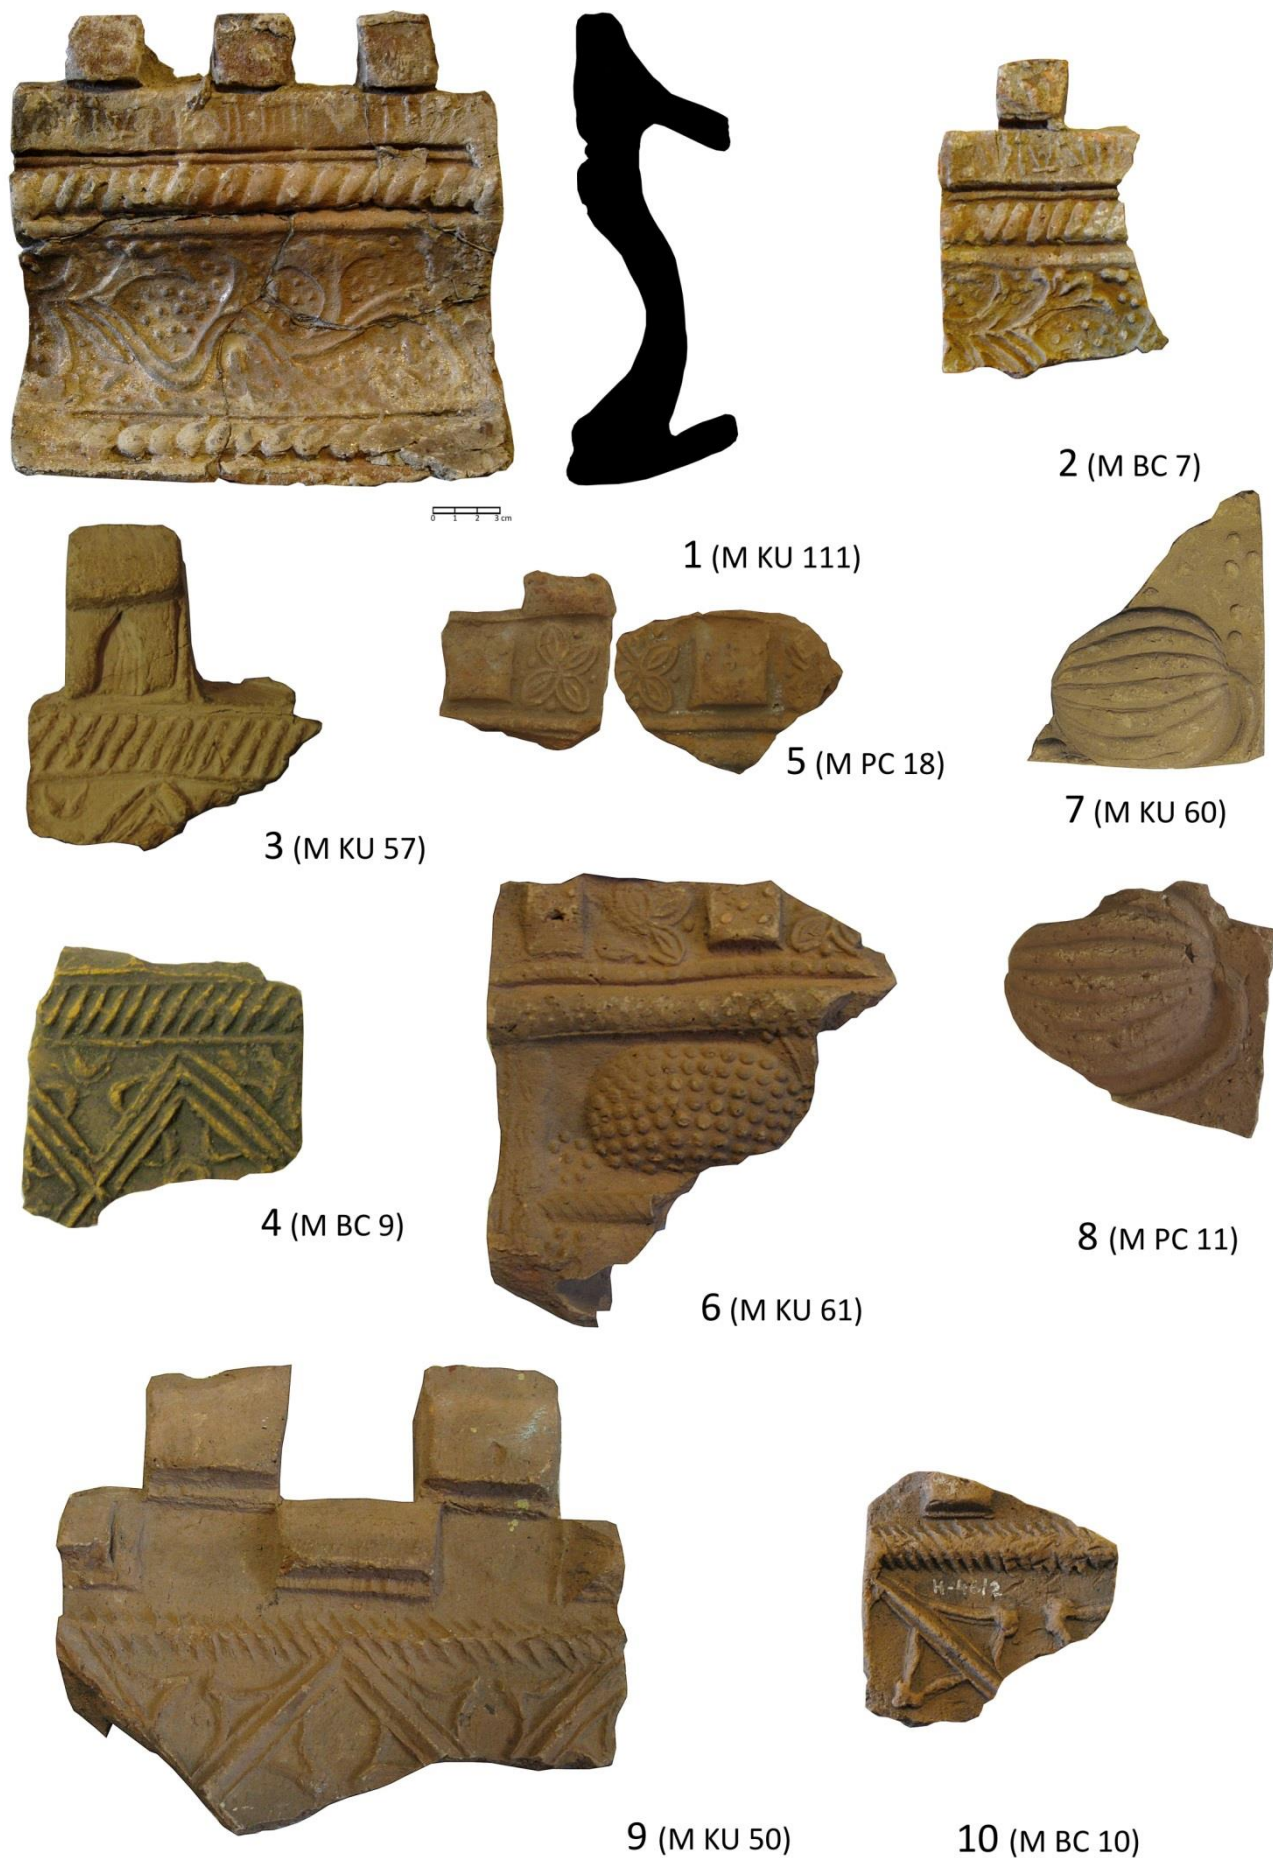 2 (M BC 7)
0 1 2 3 cm
1 (M KU 111)
5 (M PC 18)
7 (M KU 60)
3 (M KU 57)
4 (M BC 9)
8 (M PC 11)
6 (M KU 61)
H-4612
9 (M KU 50)
10 (M BC 10)